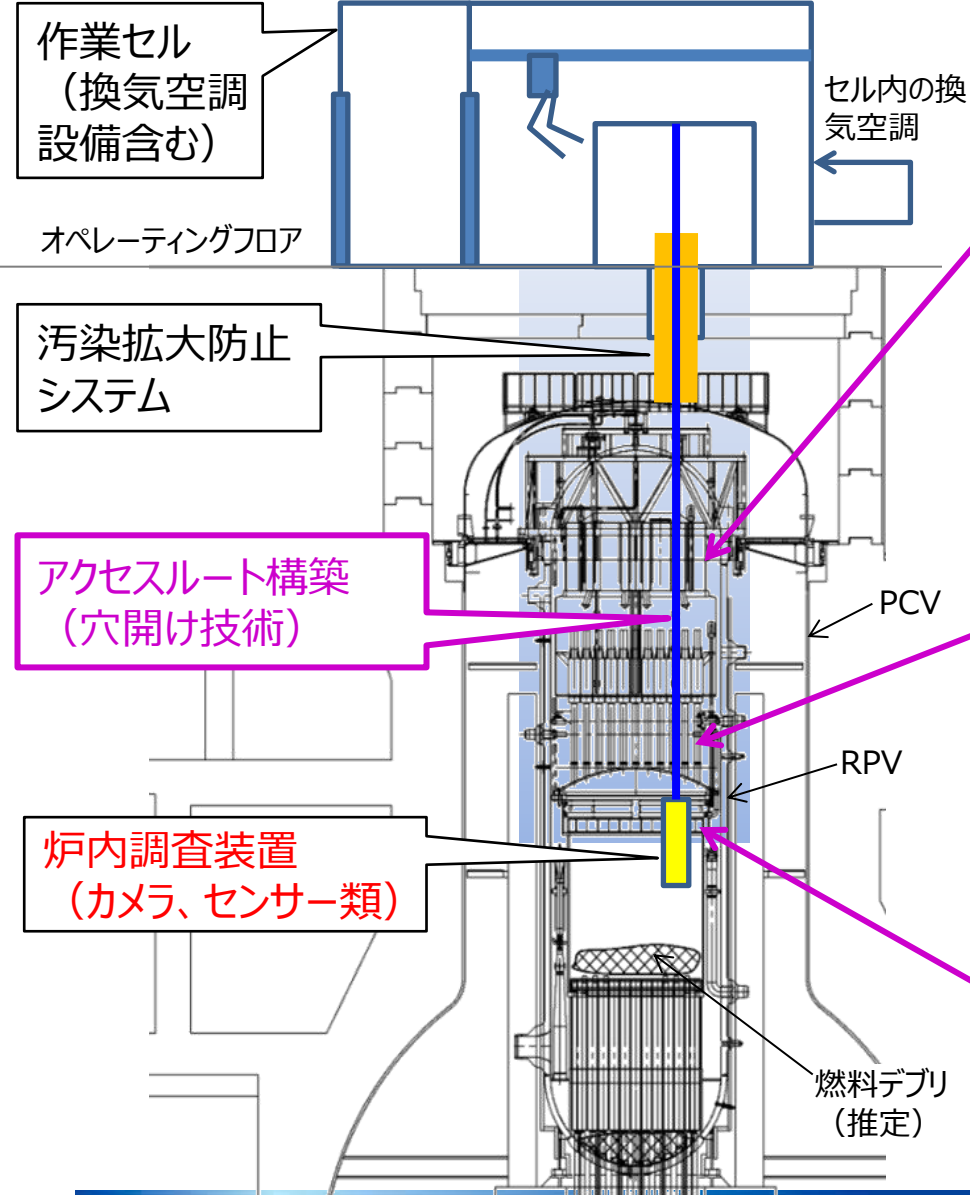 作業セル
（換気空調
設備含む）
セル内の換
気空調
オペレーティングフロア
汚染拡大防止
システム
アクセスルート構築
（穴開け技術）
PCV
RPV
炉内調査装置
（カメラ、センサー類）
燃料デブリ
（推定）